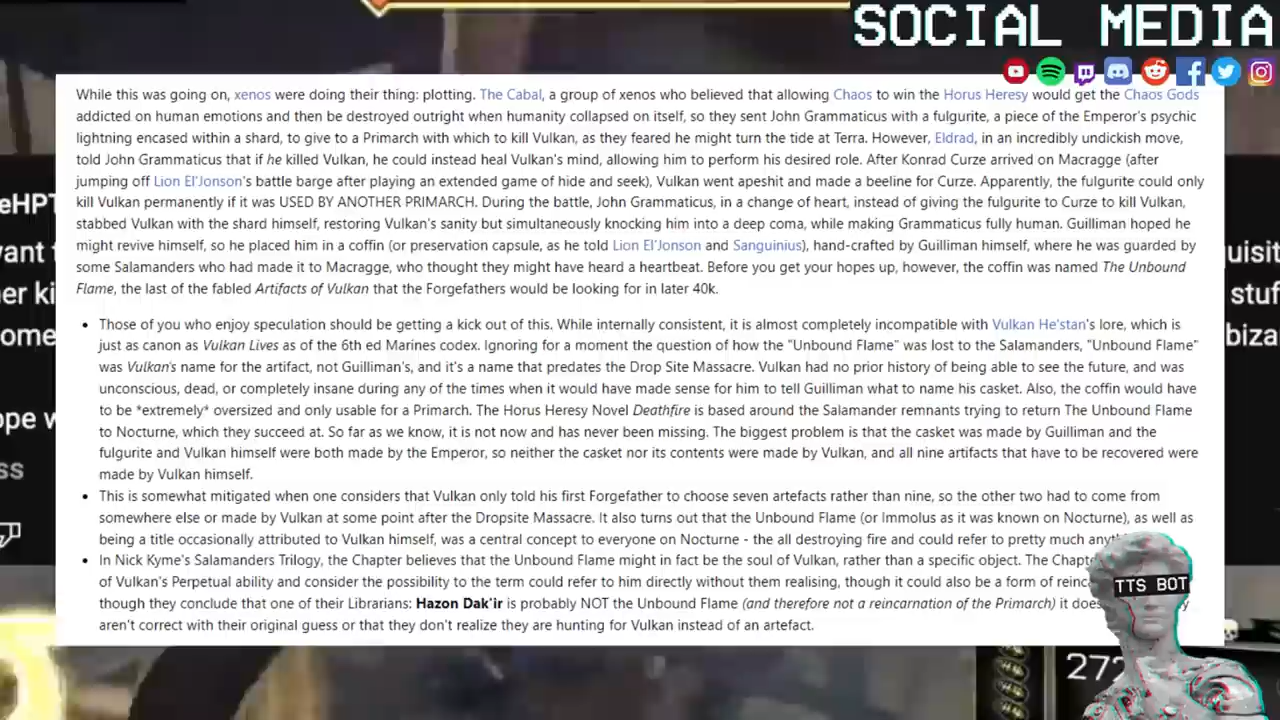 SOCIAL MEDIA
While this was going on, xenos were doing their thing: plotting. The Cabal, a group of xenos who believed that allowing Chaos to win the Horus Heresy would get the Chaos Gods
addicted on human emotions and then be destroyed outright when humanity collapsed on itself, so they sent John Grammaticus with a fulgurite, a piece of the Emperor's psychic
lightning encased within a shard, to give to a Primarch with which to kill Vulkan, as they feared he might turn the tide at Terra. However, Eldrad, in an incredibly undickish move,
told John Grammaticus that if he killed Vulkan, he could instead heal Vulkan's mind, allowing him to perform his desired role. After Konrad Curze arrived on Macragge (after
jumping off Lion El'Jonson's battle barge after playing an extended game of hide and seek), Vulkan went apeshit and made a beeline for Curze. Apparently, the fulgurite could only
kill Vulkan permanently if it was USED BY ANOTHER PRIMARCH. During the battle, John Grammaticus, in a change of heart, instead of giving the fulgurite to Curze to kill Vulkan,
stabbed Vulkan with the shard himself, restoring Vulkan's sanity but simultaneously knocking him into a deep coma, while making Grammaticus fully human. Guilliman hoped he
might revive himself, so he placed him in a coffin (or preservation capsule, as he told Lion El'Jonson and Sanguinius), hand-crafted by Guilliman himself, where he was guarded by
some Salamanders who had made it to Macragge, who thought they might have heard a heartbeat. Before you get your hopes up, however, the coffin was named The Unbound
Flame, the last of the fabled Artifacts of Vulkan that the Forgefathers would be looking for in later 40k.
• Those of you who enjoy speculation should be getting a kick out of this. While internally consistent, it is almost completely incompatible with Vulkan He'stan's lore, which is
just as canon as Vulkan Lives as of the 6th ed Marines codex. Ignoring for a moment the question of how the "Unbound Flame" was lost to the Salamanders, "Unbound Flame"
was Vulkan's name for the artifact, not Guilliman's, and it's a name that predates the Drop Site Massacre. Vulkan had no prior history of being able to see the future, and was
unconscious, dead, or completely insane during any of the times when it would have made sense for him to tell Guilliman what to name his casket. Also, the coffin would have
to be *extremely* oversized and only usable for a Primarch. The Horus Heresy Novel Deathfire is based around the Salamander remnants trying to return The Unbound Flame
to Nocturne, which they succeed at. So far as we know, it is not now and has never been missing. The biggest problem is that the casket was made by Guilliman and the
fulgurite and Vulkan himself were both made by the Emperor, so neither the casket nor its contents were made by Vulkan, and all nine artifacts that have to be recovered were
made by Vulkan himself.
• This is somewhat mitigated when one considers that Vulkan only told his first Forgefather to choose seven artefacts rather than nine, so the other two had to come from
somewhere else or made by Vulkan at some point after the Dropsite Massacre. It also turns out that the Unbound Flame (or Immolus as it was known on Nocturne), as well as
being a title occasionally attributed to Vulkan himself, was a central concept to everyone on Nocturne - the all destroying fire and could refer to pretty much
• In Nick Kyme's Salamanders Trilogy, the Chapter believes that the Unbound Flame might in fact be the soul of Vulkan, rather than a specific object. The
of Vulkan's Perpetual ability and consider the possibility to the term could refer to him directly without them realising, though it could also be a form of
though they conclude that one of their Librarians: Hazon Dak'ir is probably NOT the Unbound Flame (and therefore not a reincarnation of the Primarch) it
aren't correct with their original guess or that they don't realize they are hunting for Vulkan instead of an artefact.
TTS BOT